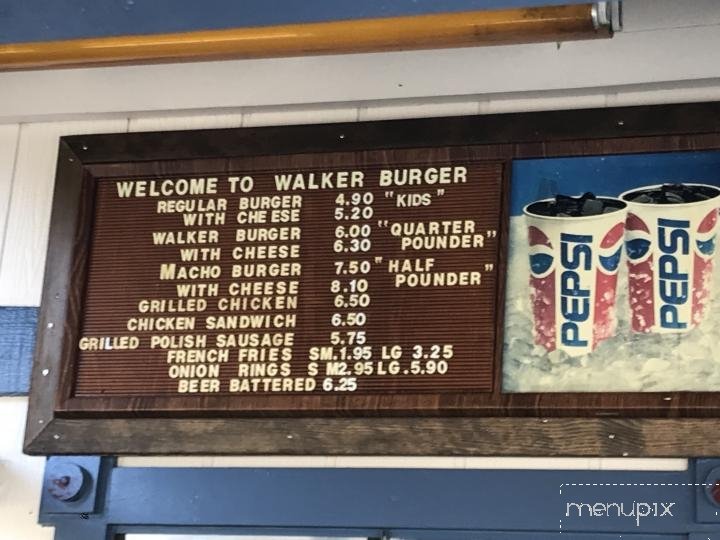 WELCOME TO WALKER BURGER
REGULAR BURGER 4.90 "KIDS"
WITH CHEESE 5.20
WALKER BURGER 6.00 "QUARTER
WITH CHEESE 6.30 POUNDER"
MACHO BURGER 7.50 "HALF
WITH CHEESE 8.10 POUNDER"
GRILLED CHICKEN 6.50
CHICKEN SANDWICH 6.50
GRILLED POLISH SAUSAGE 5.75
FRENCH FRIES SM.1.95 LG 3.25
ONION RINGS SM2.95 LG.5.90
BEER BATTERED 6.25
PEPSI
PEPSI
menupix